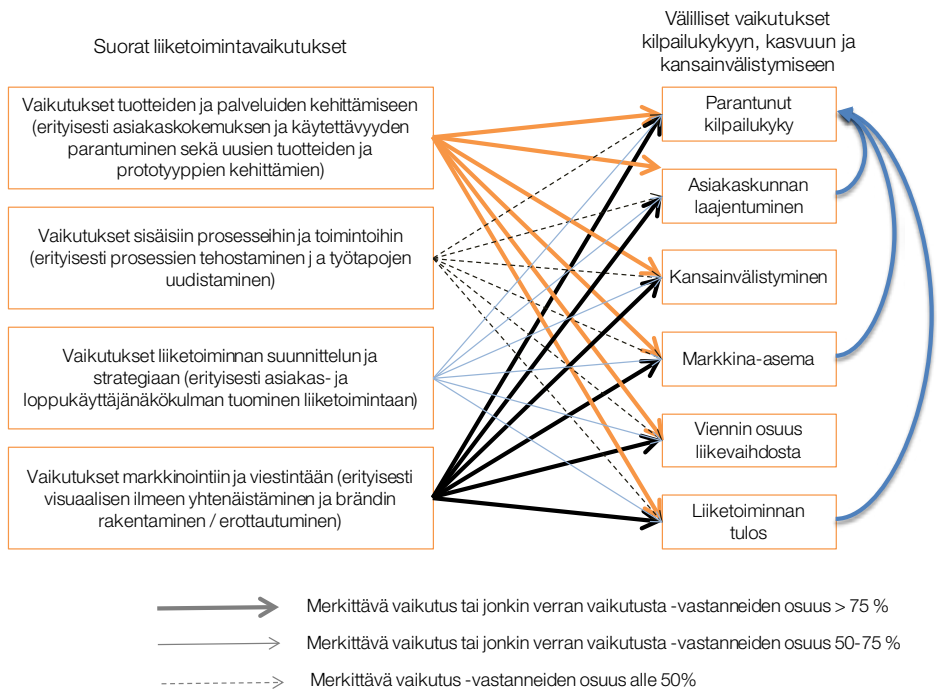 Suorat liiketoimintavaikutukset
Välilliset vaikutukset
kilpailukykyyn, kasvuun ja
kansainvälistymiseen
Vaikutukset tuotteiden ja palveluiden kehittämiseen
(erityisesti asiakaskokemuksen ja käytettävyyden
parantuminen sekä uusien tuotteiden ja
prototyyppien kehittämien)
Vaikutukset sisäisiin prosesseihin ja toimintoihin
(erityisesti prosessien tehostaminen j a työtapojen
uudistaminen)
Vaikutukset liiketoiminnan suunnittelun ja
strategiaan (erityisesti asiakas- ja
loppukäyttäjänäkökulman tuominen liiketoimintaan)
Vaikutukset markkinointiin ja viestintään (erityisesti
visuaalisen ilmeen yhtenäistäminen ja brändin
rakentaminen / erottautuminen)
Parantunut
kilpailukyky
Asiakaskunnan
laajentuminen
Kansainvälistyminen
Markkina-asema
Viennin osuus
liikevaihdosta
Liiketoiminnan
tulos
Merkittävä vaikutus tai jonkin verran vaikutusta -vastanneiden osuus > 75 %
Merkittävä vaikutus tai jonkin verran vaikutusta -vastanneiden osuus 50-75 %
Merkittävä vaikutus -vastanneiden osuus alle 50%